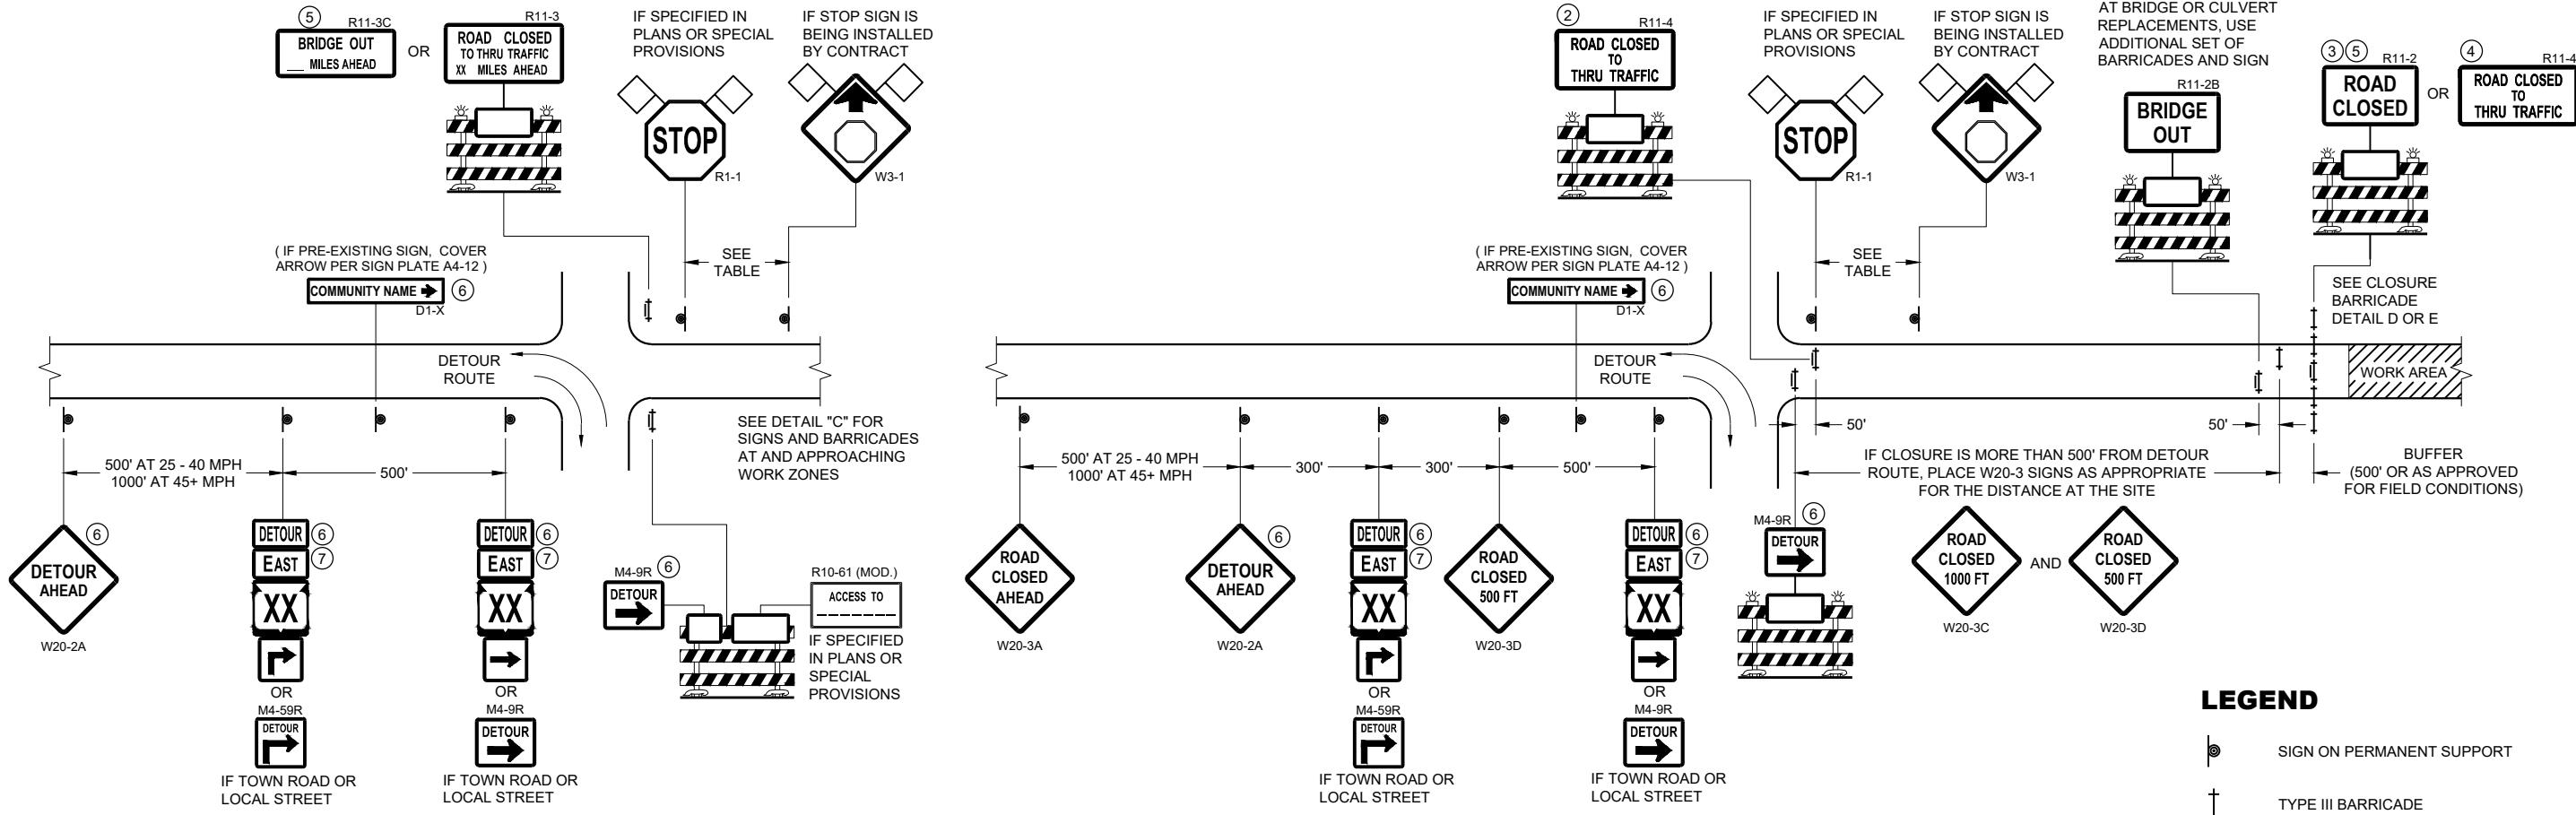 5
R11-3C
BRIDGE OUT
___ MILES AHEAD
OR
R11-3
ROAD CLOSED
TO THRU TRAFFIC
XX MILES AHEAD
IF SPECIFIED IN
PLANS OR SPECIAL
PROVISIONS
STOP
R1-1
IF STOP SIGN IS
BEING INSTALLED
BY CONTRACT
W3-1
SEE
TABLE
( IF PRE-EXISTING SIGN, COVER
ARROW PER SIGN PLATE A4-12 )
COMMUNITY NAME
6
D1-X
DETOUR
ROUTE
SEE DETAIL "C" FOR
SIGNS AND BARRICADES
AT AND APPROACHING
WORK ZONES
500' AT 25 - 40 MPH
1000' AT 45+ MPH
500'
6
DETOUR
AHEAD
W20-2A
DETOUR
6
EAST
7
XX
OR
M4-59R
DETOUR
IF TOWN ROAD OR
LOCAL STREET
DETOUR
6
EAST
7
XX
OR
M4-9R
DETOUR
IF TOWN ROAD OR
LOCAL STREET
M4-9R
6
DETOUR
R10-61 (MOD.)
ACCESS TO
_______
IF SPECIFIED
IN PLANS OR
SPECIAL
PROVISIONS
2
R11-4
ROAD CLOSED
TO
THRU TRAFFIC
IF SPECIFIED IN
PLANS OR SPECIAL
PROVISIONS
STOP
R1-1
IF STOP SIGN IS
BEING INSTALLED
BY CONTRACT
W3-1
SEE
TABLE
AT BRIDGE OR CULVERT
REPLACEMENTS, USE
ADDITIONAL SET OF
BARRICADES AND SIGN
R11-2B
BRIDGE
OUT
3
5
R11-2
ROAD
CLOSED
OR
4
R11-4
ROAD CLOSED
TO
THRU TRAFFIC
SEE CLOSURE
BARRICADE
DETAIL D OR E
( IF PRE-EXISTING SIGN, COVER
ARROW PER SIGN PLATE A4-12 )
COMMUNITY NAME
6
D1-X
DETOUR
ROUTE
WORK AREA
500' AT 25 - 40 MPH
1000' AT 45+ MPH
300'
300'
500'
50'
50'
IF CLOSURE IS MORE THAN 500' FROM DETOUR
ROUTE, PLACE W20-3 SIGNS AS APPROPRIATE
FOR THE DISTANCE AT THE SITE
BUFFER
(500' OR AS APPROVED
FOR FIELD CONDITIONS)
ROAD
CLOSED
AHEAD
W20-3A
6
DETOUR
AHEAD
W20-2A
DETOUR
6
EAST
7
XX
OR
M4-59R
DETOUR
IF TOWN ROAD OR
LOCAL STREET
ROAD
CLOSED
500 FT
W20-3D
DETOUR
6
EAST
7
XX
OR
M4-9R
DETOUR
IF TOWN ROAD OR
LOCAL STREET
M4-9R
6
DETOUR
ROAD
CLOSED
1000 FT
W20-3C
AND
ROAD
CLOSED
500 FT
W20-3D
LEGEND
SIGN ON PERMANENT SUPPORT
TYPE III BARRICADE